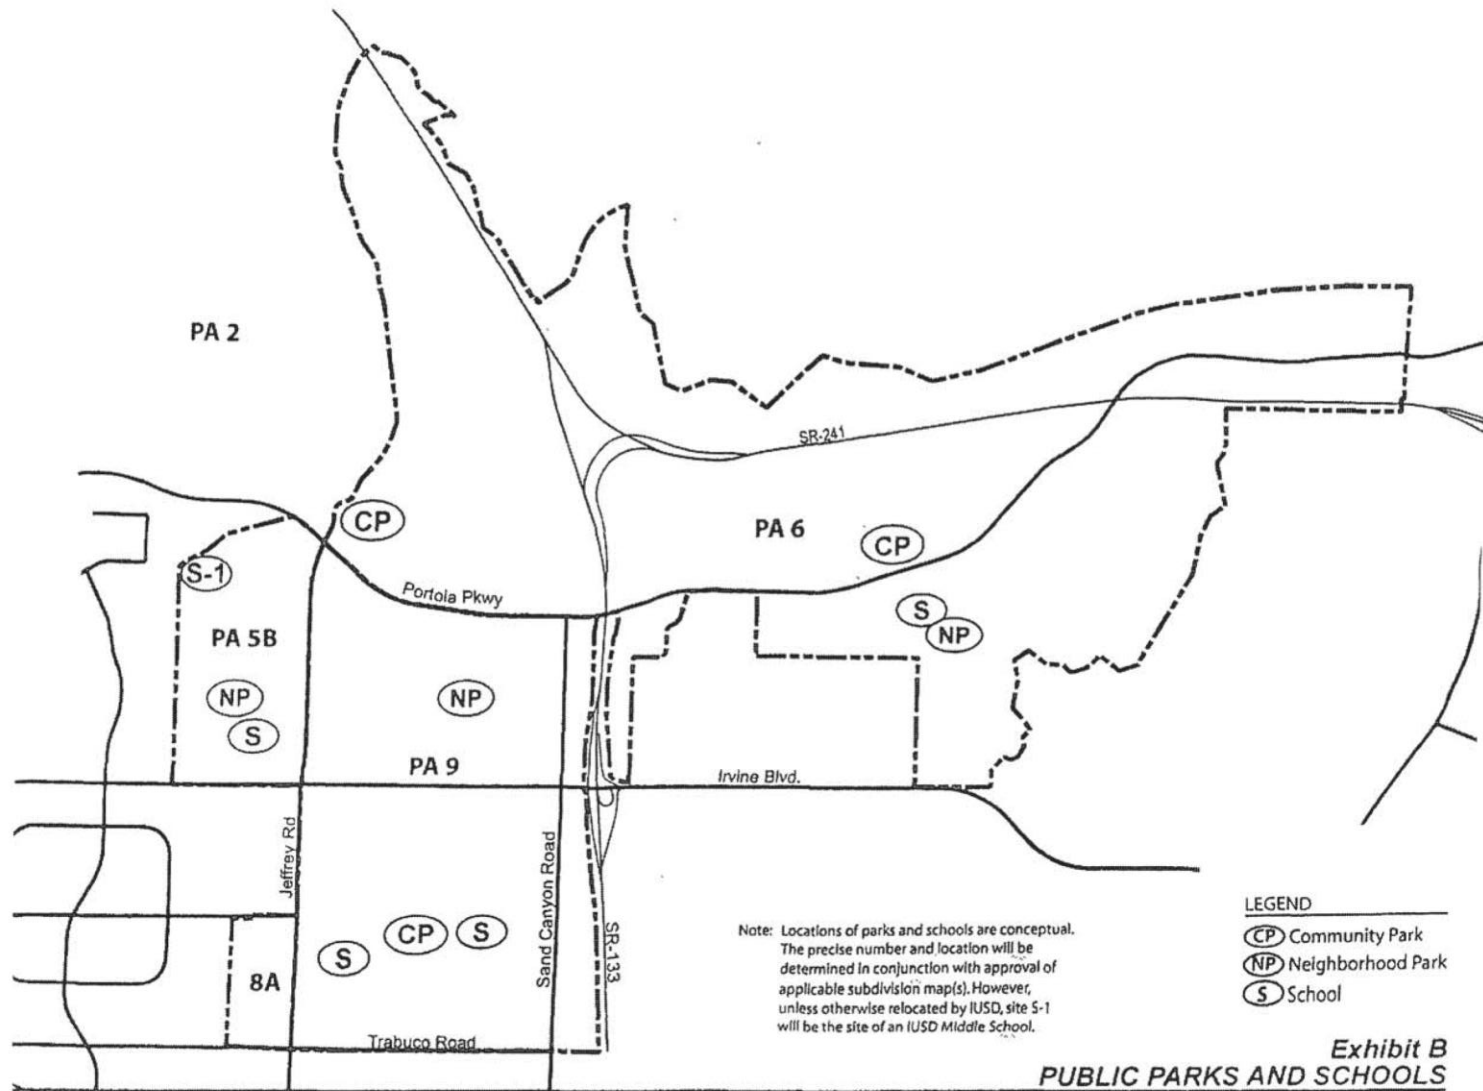 PA 2
SR-241
CP
PA 6
CP
S-1
Portola Pkwy
S
NP
PA 5B
NP
NP
S
PA 9
Irvine Blvd.
Jeffrey Rd
Sand Canyon Road
SR-133
S
CP
S
8A
Trabuco Road
Note: Locations of parks and schools are conceptual.
The precise number and location will be
determined in conjunction with approval of
applicable subdivision map(s). However,
unless otherwise relocated by IUSD, site S-1
will be the site of an IUSD Middle School.
LEGEND
CP Community Park
NP Neighborhood Park
S School
Exhibit B
PUBLIC PARKS AND SCHOOLS